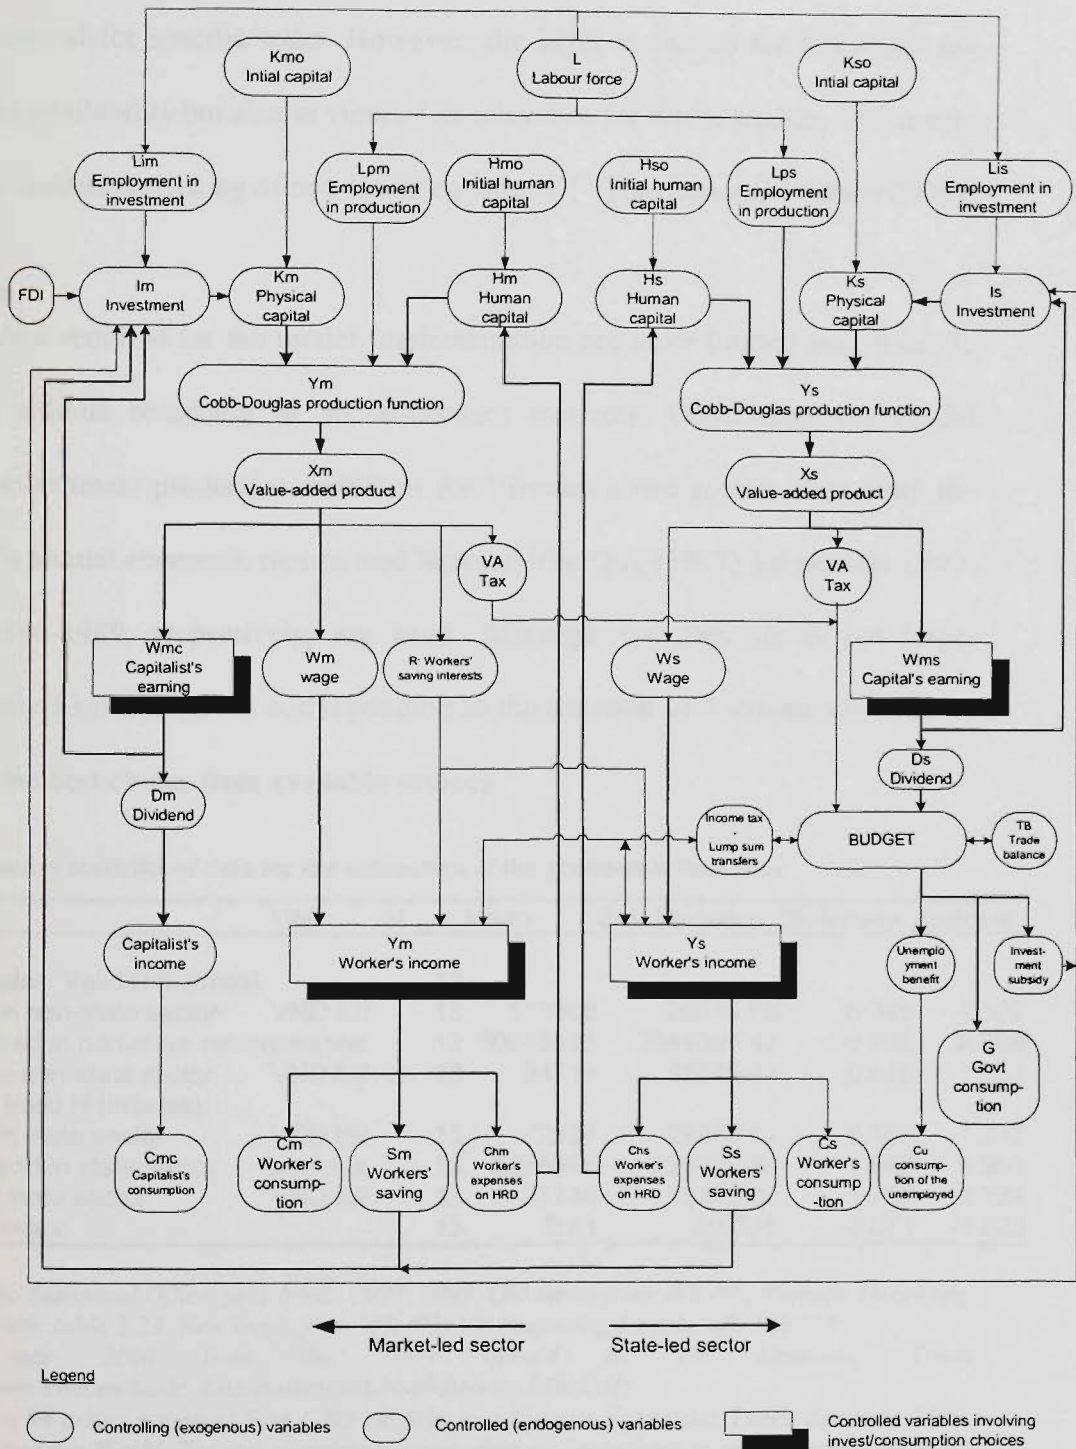 Kmo
Intial capital
L
Labour force
Kso
Intial capital
Lim
Employment in
investment
Lpm
Employment
in production
Hmo
Initial human
capital
Hso
Initial human
capital
Lps
Employment
in production
Lis
Employment in
investment
FDI
Im
Investment
Km
Physical
capital
Hm
Human
capital
Hs
Human
capital
Ks
Physical
capital
Is
Investment
Ym
Cobb-Douglas production function
Ys
Cobb-Douglas production function
Xm
Value-added product
Xs
Value-added product
VA
Tax
VA
Tax
Wmc
Capitalist's
earning
Wm
wage
R: Workers'
saving interests
Ws
Wage
Wms
Capital's earning
Dm
Dividend
Ds
Dividend
Income tax
-
Lump sum
transfers
BUDGET
TB
Trade
balance
Capitalist's
income
Ym
Worker's income
Ys
Worker's income
Unemplo
yment
benefit
Invest-
ment
subsidy
G
Govt
consump-
tion
Cmc
Capitalist's
consumption
Cm
Worker's
consumption
Sm
Workers'
saving
Chm Worker's
expenses
on HRD
Chs Worker's
expenses
on HRD
Ss
Workers'
saving
Cs
Worker's
consump
-tion
Cu
consump-
tion of the
unemployed
Market-led sector
State-led sector
Legend
Controlling (exogenous) variables
Controlled (endogenous) variables
Controlled variables involving
invest/consumption choices